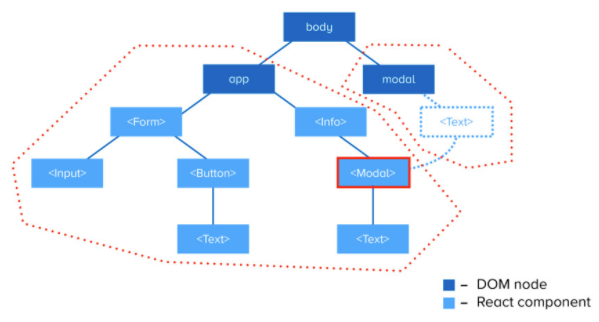 body
app
modal
<Form>
<Info>
<Text>
<Input>
<Button>
<Modal>
<Text>
<Text>
– DOM node
– React component